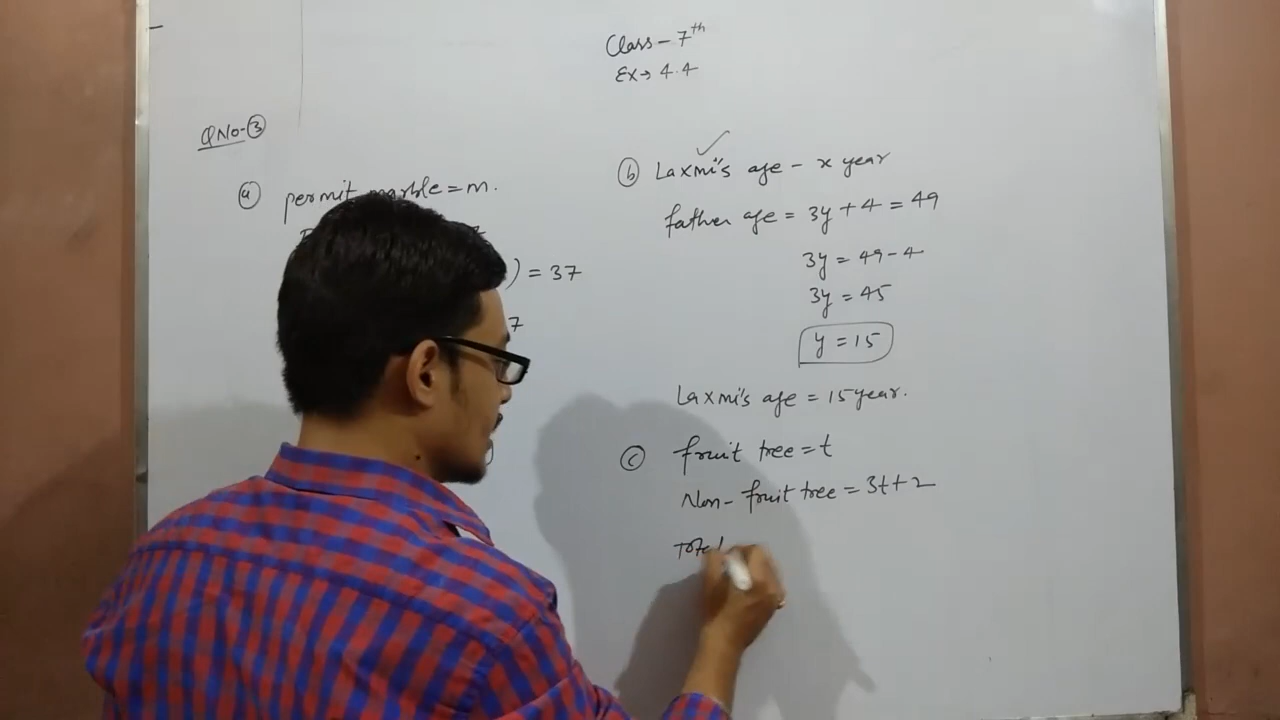 Class - 7th
Ex → 4.4
Q No - 3
a permit marble = m.
) = 37
7
b Laxmi's age - x year
father age = 3y + 4 = 49
3y = 49 - 4
3y = 45
y = 15
Laxmi's age = 15 year.
c fruit tree = t
Non - fruit tree = 3t + 2
Total